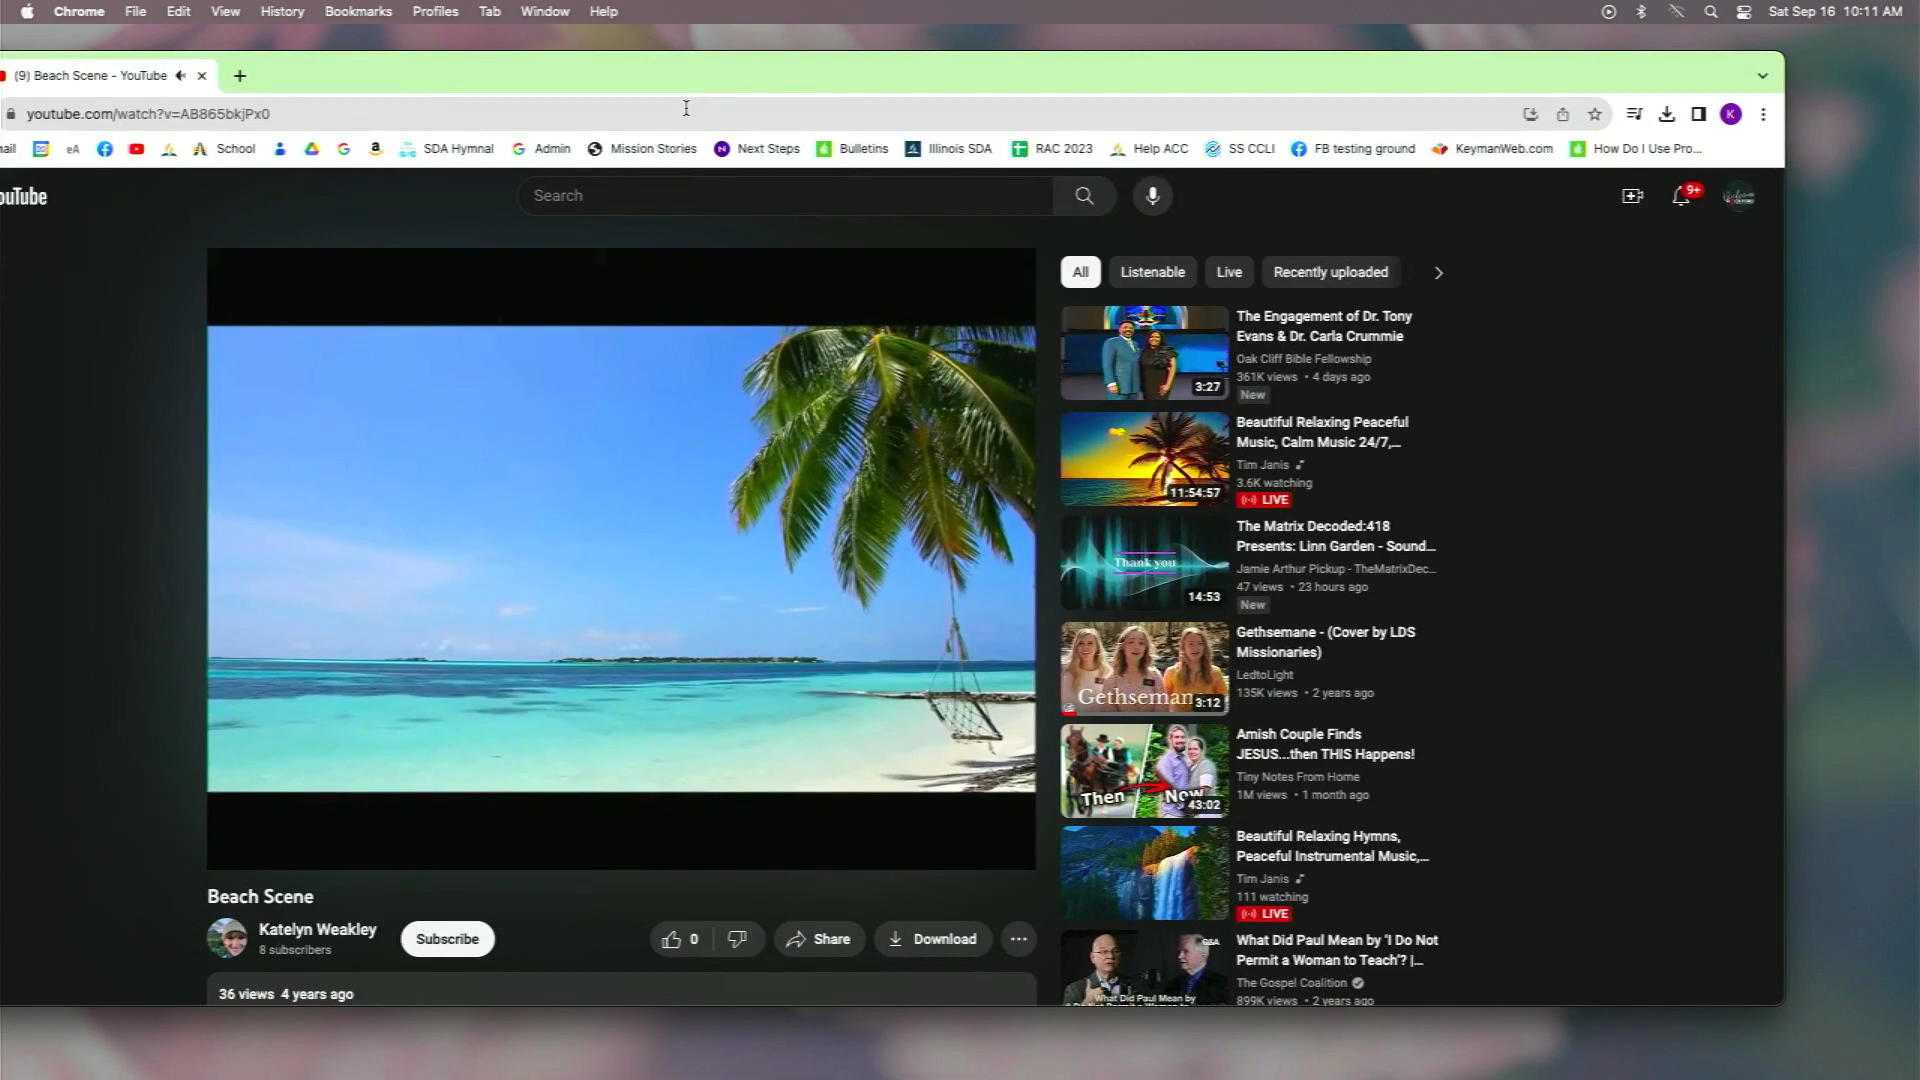 Chrome File Edit View History Bookmarks Profiles Tab Window Help
Sat Sep 16 10:11 AM
(9) Beach Scene - YouTube
youtube.com/watch?v=AB865bkjPx0
K
ail eA School SDA Hymnal Admin Mission Stories Next Steps Bulletins Illinois SDA RAC 2023 Help ACC SS CCLI FB testing ground KeymanWeb.com How Do I Use Pro...
ouTube
Search
9+
All Listenable Live Recently uploaded
The Engagement of Dr. Tony
Evans & Dr. Carla Crummie
Oak Cliff Bible Fellowship
361K views • 4 days ago
New
3:27
Beautiful Relaxing Peaceful
Music, Calm Music 24/7,...
Tim Janis
3.6K watching
LIVE
11:54:57
The Matrix Decoded:418
Presents: Linn Garden - Sound...
Jamie Arthur Pickup - TheMatrixDec...
47 views • 23 hours ago
New
Thank you
14:53
Gethsemane - (Cover by LDS
Missionaries)
LedtoLight
135K views • 2 years ago
Gethseman
3:12
Amish Couple Finds
JESUS...then THIS Happens!
Tiny Notes From Home
1M views • 1 month ago
Then Now
43:02
Beautiful Relaxing Hymns,
Peaceful Instrumental Music,...
Tim Janis
111 watching
LIVE
What Did Paul Mean by 'I Do Not
Permit a Woman to Teach'? |...
The Gospel Coalition
899K views • 2 years ago
Q&A
What Did Paul Mean by
Beach Scene
Katelyn Weakley
8 subscribers
Subscribe
0
Share
Download
36 views 4 years ago